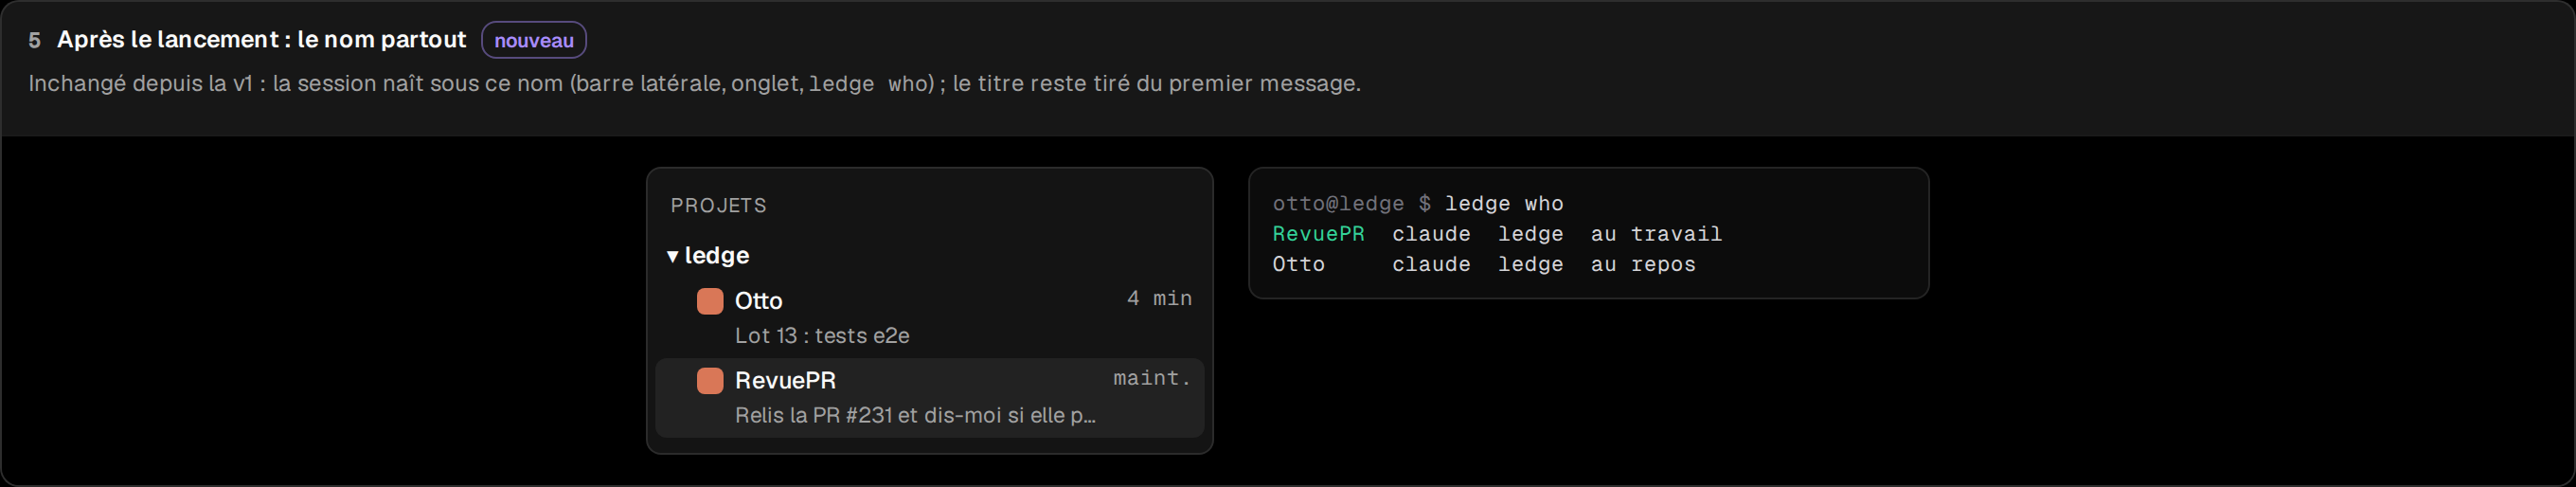 5 Après le lancement : le nom partout nouveau
Inchangé depuis la v1 : la session naît sous ce nom (barre latérale, onglet, ledge who) ; le titre reste tiré du premier message.
PROJETS
▾ ledge
Otto 4 min
Lot 13 : tests e2e
RevuePR maint.
Relis la PR #231 et dis-moi si elle p…
otto@ledge $ ledge who
RevuePR claude ledge au travail
Otto claude ledge au repos